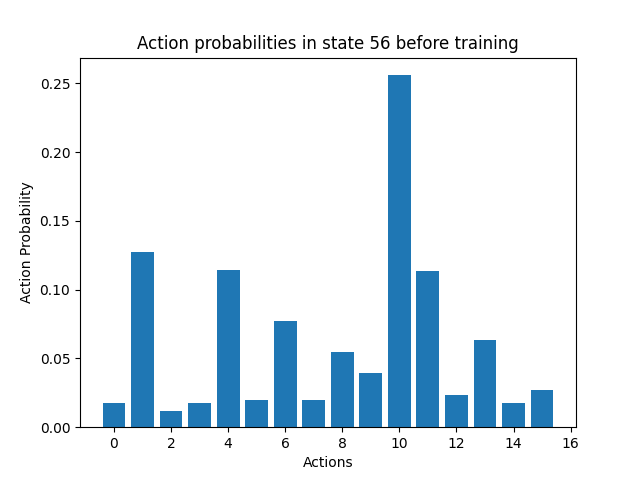 Action probabilities in state 56 before training
0.25
0.20
0.15
0.10
0.05
0.00
Action Probability
0 2 4 6 8 10 12 14 16
Actions